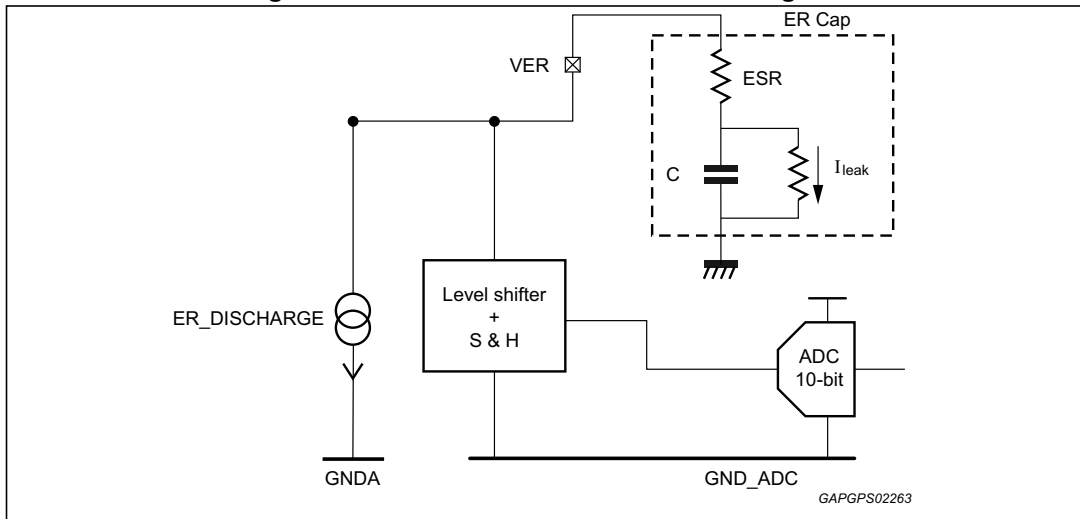 ER Cap
VER
ESR
C
Ileak
Level shifter
+
S & H
ER_DISCHARGE
ADC
10-bit
GNDA
GND_ADC
GAPGPS02263